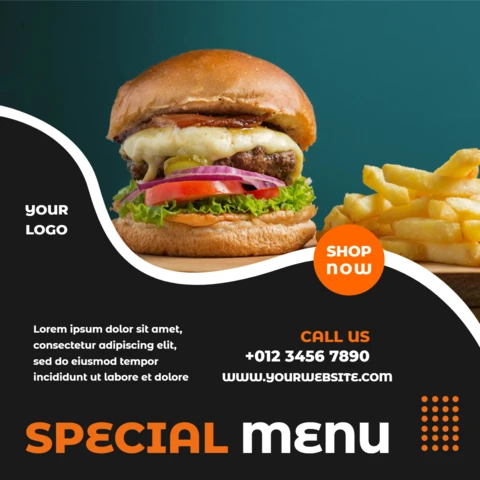 YOUR
LOGO
SHOP
now
Lorem ipsum dolor sit amet,
consectetur adipiscing elit,
sed do eiusmod tempor
incididunt ut labore et dolore
CALL US
+012 3456 7890
www.yourwebsite.com
SPECIAL menu